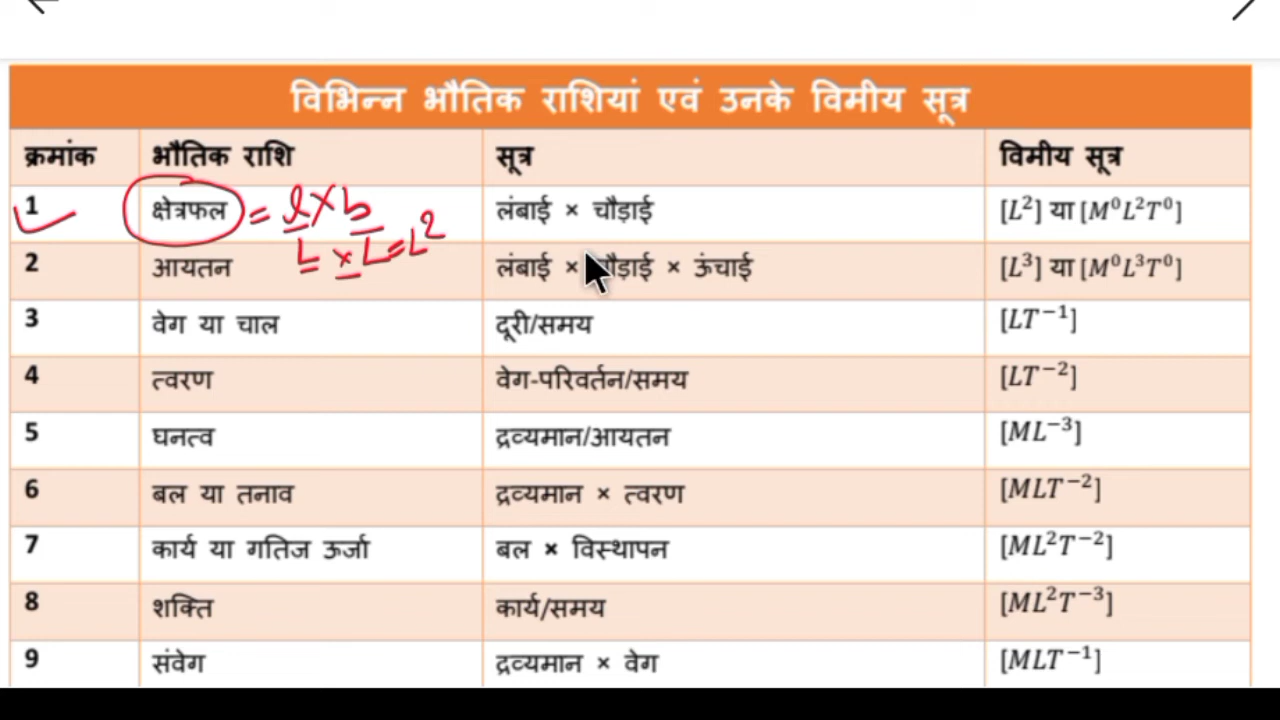 विभिन्न भौतिक राशियां एवं उनके विमीय सूत्र
क्रमांक भौतिक राशि सूत्र विमीय सूत्र
1 क्षेत्रफल = l × b लंबाई × चौड़ाई [L²] या [M⁰L²T⁰]
L × L = L²
2 आयतन लंबाई × चौड़ाई × ऊंचाई [L³] या [M⁰L³T⁰]
3 वेग या चाल दूरी/समय [LT⁻¹]
4 त्वरण वेग-परिवर्तन/समय [LT⁻²]
5 घनत्व द्रव्यमान/आयतन [ML⁻³]
6 बल या तनाव द्रव्यमान × त्वरण [MLT⁻²]
7 कार्य या गतिज ऊर्जा बल × विस्थापन [ML²T⁻²]
8 शक्ति कार्य/समय [ML²T⁻³]
9 संवेग द्रव्यमान × वेग [MLT⁻¹]